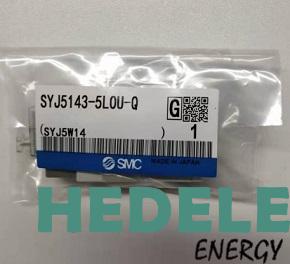 SYJ5143-5LOU-Q
G
(SYJ5W14 ) 1
SMC
MADE IN JAPAN
HEDELE
ENERGY